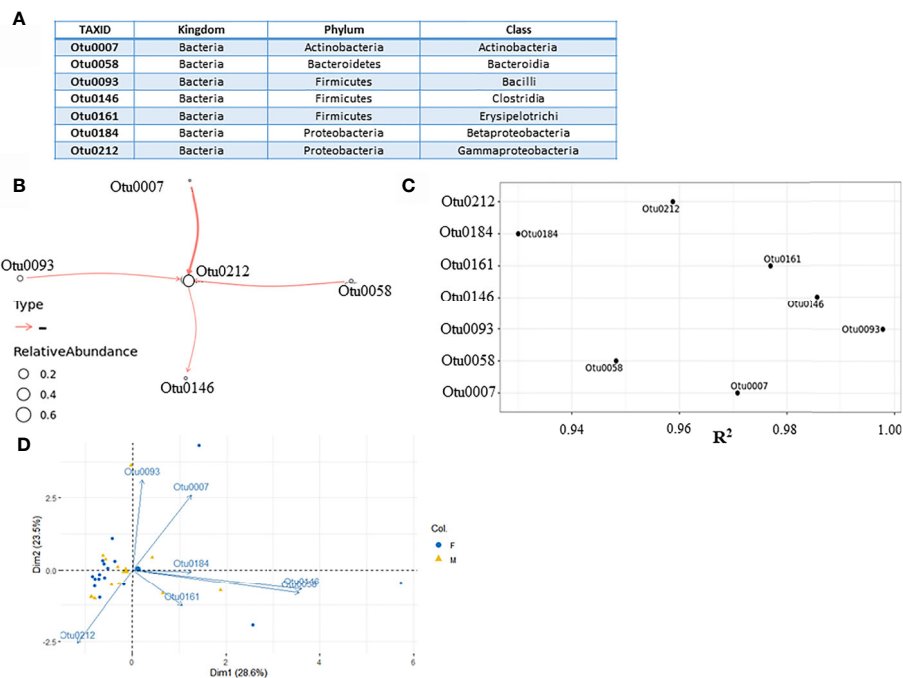 A
TAXID Kingdom Phylum Class
Otu0007 Bacteria Actinobacteria Actinobacteria
Otu0058 Bacteria Bacteroidetes Bacteroidia
Otu0093 Bacteria Firmicutes Bacilli
Otu0146 Bacteria Firmicutes Clostridia
Otu0161 Bacteria Firmicutes Erysipelotrichi
Otu0184 Bacteria Proteobacteria Betaproteobacteria
Otu0212 Bacteria Proteobacteria Gammaproteobacteria
B
Otu0007
Otu0093
Otu0212
Otu0058
Type
–
RelativeAbundance
0.2
0.4
0.6
Otu0146
C
Otu0212
Otu0184
Otu0161
Otu0146
Otu0093
Otu0058
Otu0007
Otu0212
Otu0184
Otu0161
Otu0146
Otu0093
Otu0058
Otu0007
0.94 0.96 0.98 1.00
R²
D
Dim2 (23.5%)
2.5
0.0
-2.5
Otu0093
Otu0007
Otu0184
Otu0146
Otu0058
Otu0161
Otu0212
0 2 4 6
Dim1 (28.6%)
Col.
F
M